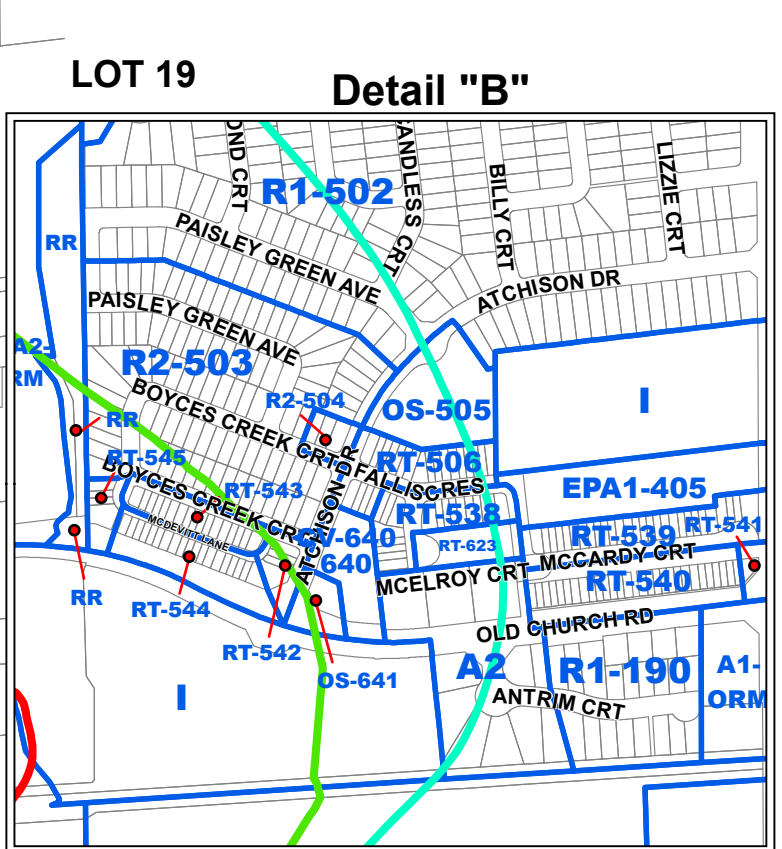 LOT 19
Detail "B"
OND CRT
ANDLESS CRT
BILLY CRT
LIZZIE CRT
R1-502
RR
PAISLEY GREEN AVE
ATCHISON DR
PAISLEY GREEN AVE
A2-
RM
R2-503
R2-504
OS-505
I
BOYCES CREEK CRT
RR
RT-545
FALLIS CRES
RT-506
BOYCES CREEK CRT
RT-543
ATCHISON DR
EPA1-405
MCDEVITT LANE
RT-538
RT-539
RT-541
-640
640
RT-623
MCCARDY CRT
MCELROY CRT
RT-540
RR
RT-544
OLD CHURCH RD
RT-542
OS-641
A2
R1-190
A1-
ORM
I
ANTRIM CRT